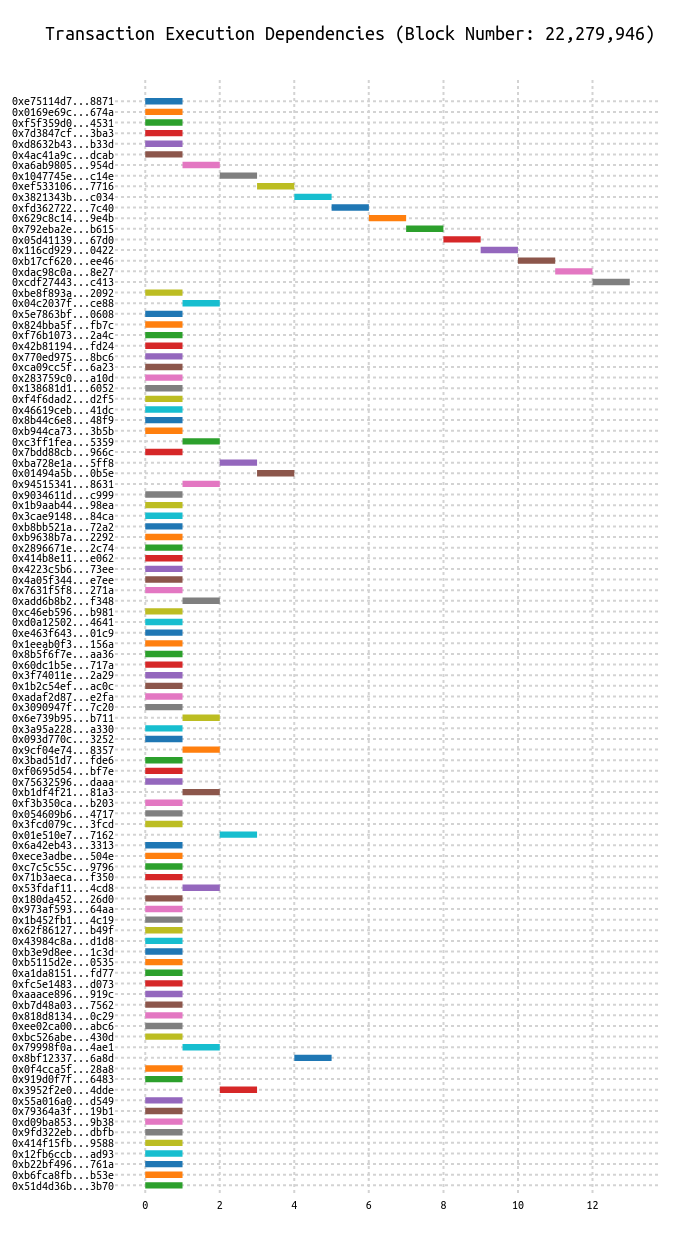 Transaction Execution Dependencies (Block Number: 22,279,946)
0xe75114d7...8871
0x0169e69c...674a
0xf5f359d0...4531
0x7d3847cf...3ba3
0xd8632b43...b33d
0x4ac41a9c...dcab
0xa6ab9805...954d
0x1047745e...c14e
0xef533106...7716
0x3821343b...c034
0xfd362722...7c40
0x629c8c14...9e4b
0x792eba2e...b615
0x05d41139...67d0
0x116cd929...0422
0xb17cf620...ee46
0xdac98c0a...8e27
0xcdf27443...c413
0xbe8f893a...2092
0x04c2037f...ce88
0x5e7863bf...0608
0x824bba5f...fb7c
0xf76b1073...2a4c
0x42b81194...fd24
0x770ed975...8bc6
0xca09cc5f...6a23
0x283759c0...a10d
0x138681d1...6052
0xf4f6dad2...d2f5
0x46619ceb...41dc
0x8b44c6e8...48f9
0xb944ca73...3b5b
0xc3ff1fea...5359
0x7bdd88cb...966c
0xba728e1a...5ff8
0x01494a5b...0b5e
0x94515341...8631
0x9034611d...c999
0x1b9aab44...98ea
0x3cae9148...84ca
0xb8bb521a...72a2
0xb9638b7a...2292
0x2896671e...2c74
0x414b8e11...e062
0x4223c5b6...73ee
0x4a05f344...e7ee
0x7631f5f8...271a
0xadd6b8b2...f348
0xc46eb596...b981
0xd0a12502...4641
0xe463f643...01c9
0x1eeab0f3...156a
0x8b5f6f7e...aa36
0x60dc1b5e...717a
0x3f74011e...2a29
0x1b2c54ef...ac0c
0xadaf2d87...e2fa
0x3090947f...7c20
0x6e739b95...b711
0x3a95a228...a330
0x093d770c...3252
0x9cf04e74...8357
0x3bad51d7...fde6
0xf0695d54...bf7e
0x75632596...daaa
0xb1df4f21...81a3
0xf3b350ca...b203
0x054609b6...4717
0x3fcd079c...3fcd
0x01e510e7...7162
0x6a42eb43...3313
0xece3adbe...504e
0xc7c5c55c...9796
0x71b3aeca...f350
0x53fdaf11...4cd8
0x180da452...26d0
0x973af593...64aa
0x1b452fb1...4c19
0x62f86127...b49f
0x43984c8a...d1d8
0xb3e9d8ee...1c3d
0xb5115d2e...0535
0xa1da8151...fd77
0xfc5e1483...d073
0xaaace896...919c
0xb7d48a03...7562
0x818d8134...0c29
0xee02ca00...abc6
0xbc526abe...430d
0x79998f0a...4ae1
0x8bf12337...6a8d
0x0f4cca5f...28a8
0x919d0f7f...6483
0x3952f2e0...4dde
0x55a016a0...d549
0x79364a3f...19b1
0xd09ba853...9b38
0x9fd322eb...dbfb
0x414f15fb...9588
0x12fb6ccb...ad93
0xb22bf496...761a
0xb6fca8fb...b53e
0x51d4d36b...3b70
0 2 4 6 8 10 12